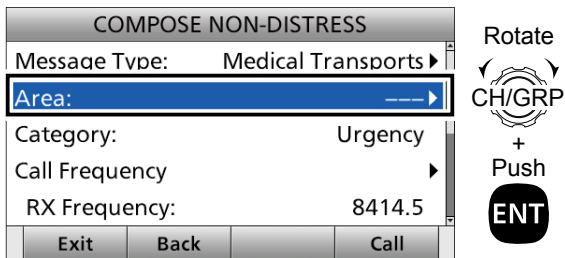 COMPOSE NON-DISTRESS
Message Type: Medical Transports
Area: –––
Category: Urgency
Call Frequency
RX Frequency: 8414.5
Exit Back Call
Rotate
CH/GRP
+
Push
ENT